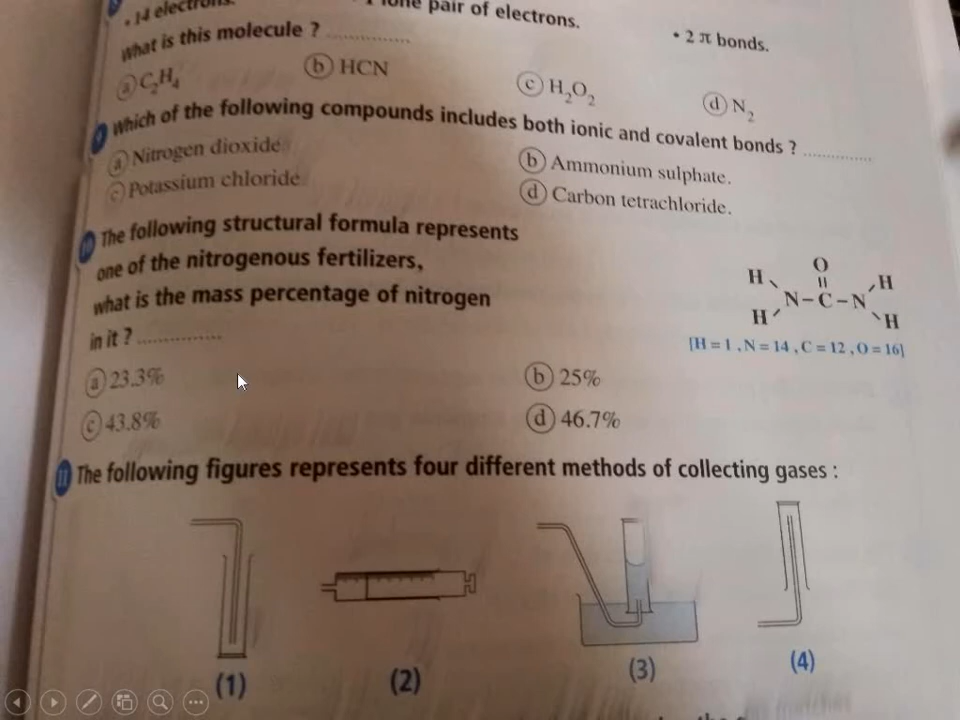 • 14 electrons. • 1 lone pair of electrons. • 2 π bonds.
What is this molecule ? ..............
a C₂H₄ b HCN c H₂O₂ d N₂
9 Which of the following compounds includes both ionic and covalent bonds ? ..............
a Nitrogen dioxide b Ammonium sulphate.
c Potassium chloride d Carbon tetrachloride.
10 The following structural formula represents
one of the nitrogenous fertilizers,
what is the mass percentage of nitrogen
in it ? ..............
O
H H
N–C–N
H H
[H = 1 , N = 14 , C = 12 , O = 16]
a 23.3% b 25%
c 43.8% d 46.7%
11 The following figures represents four different methods of collecting gases :
(1) (2) (3) (4)